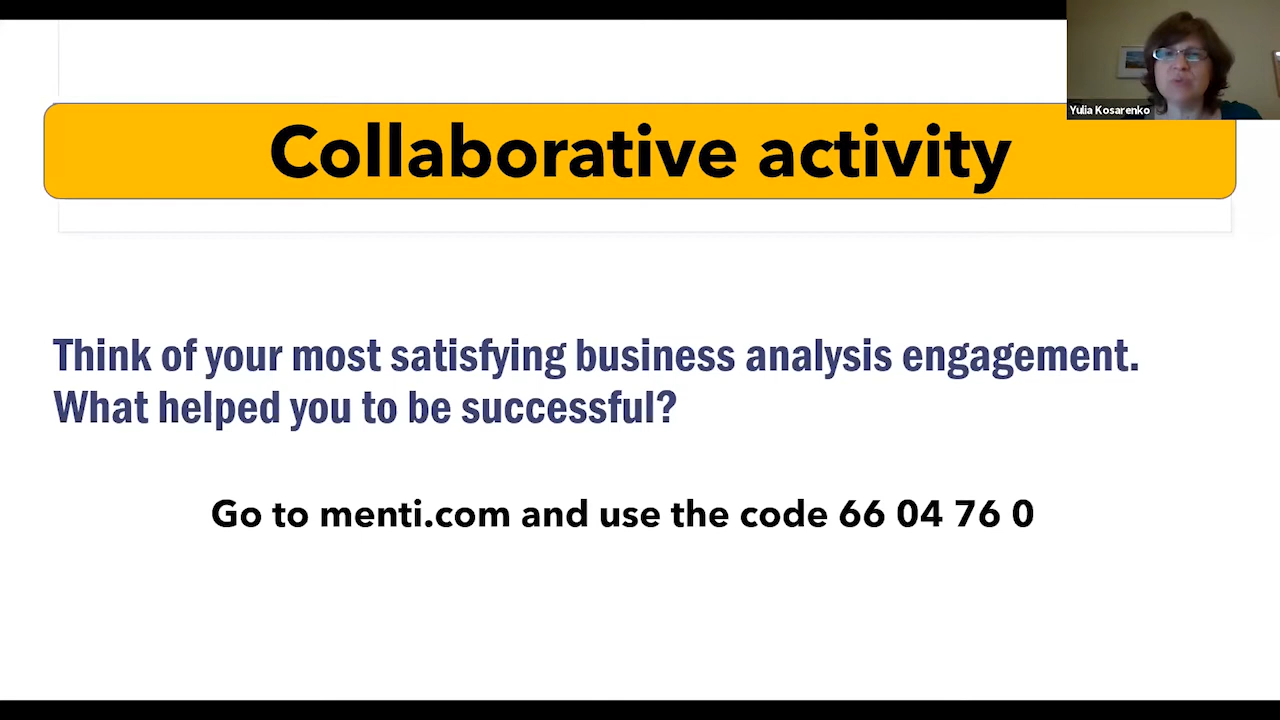 Yulia Kosarenko
Collaborative activity
Think of your most satisfying business analysis engagement.
What helped you to be successful?
Go to menti.com and use the code 66 04 76 0